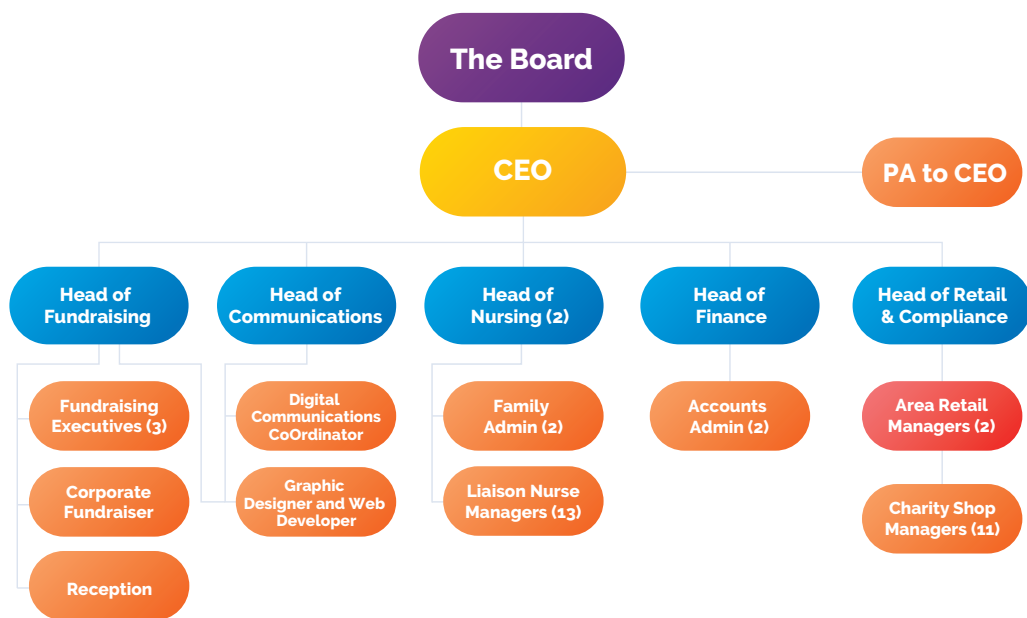 The Board
CEO
PA to CEO
Head of
Fundraising
Head of
Communications
Head of
Nursing (2)
Head of
Finance
Head of Retail
& Compliance
Fundraising
Executives (3)
Digital
Communications
CoOrdinator
Family
Admin (2)
Accounts
Admin (2)
Area Retail
Managers (2)
Corporate
Fundraiser
Graphic
Designer and Web
Developer
Liaison Nurse
Managers (13)
Charity Shop
Managers (11)
Reception